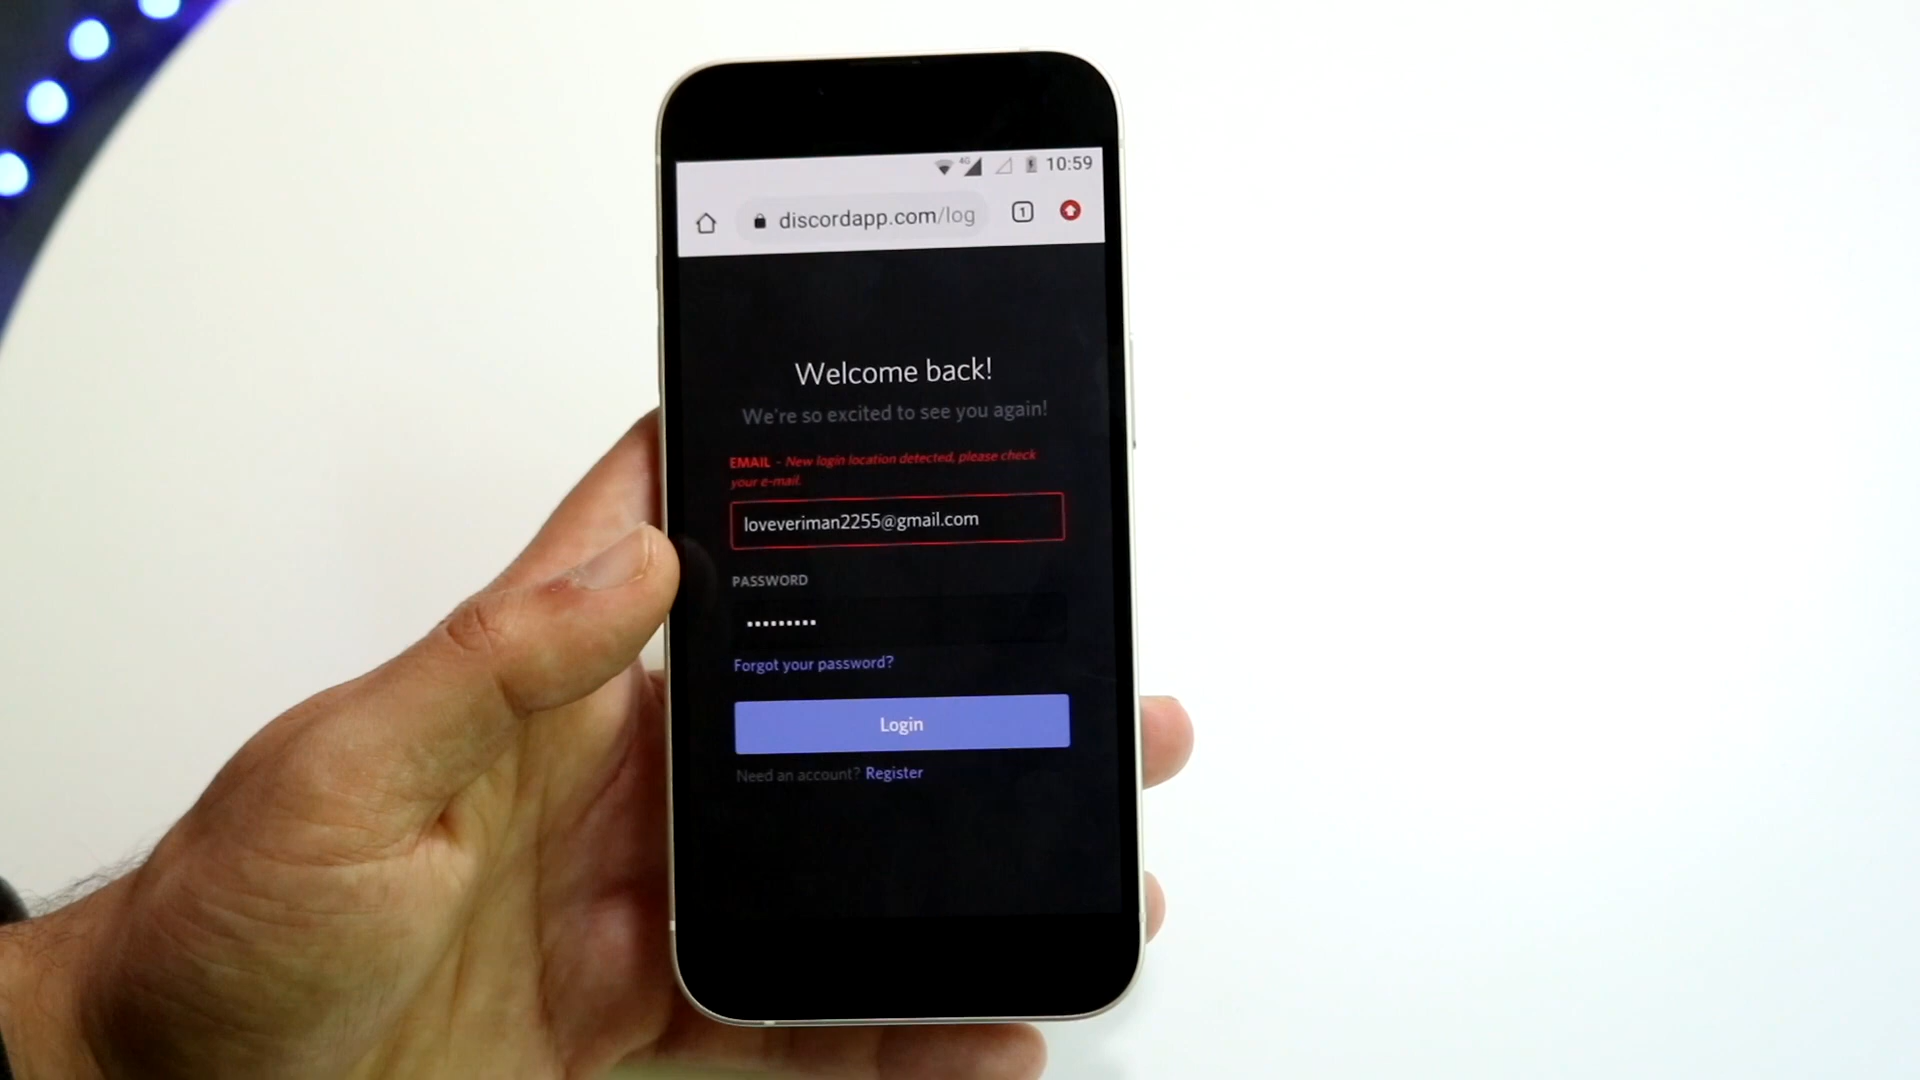 4G 10:59
discordapp.com/log 1
Welcome back!
We're so excited to see you again!
EMAIL - New login location detected, please check
your e-mail.
loveveriman2255@gmail.com
PASSWORD
•••••••••
Forgot your password?
Login
Need an account? Register